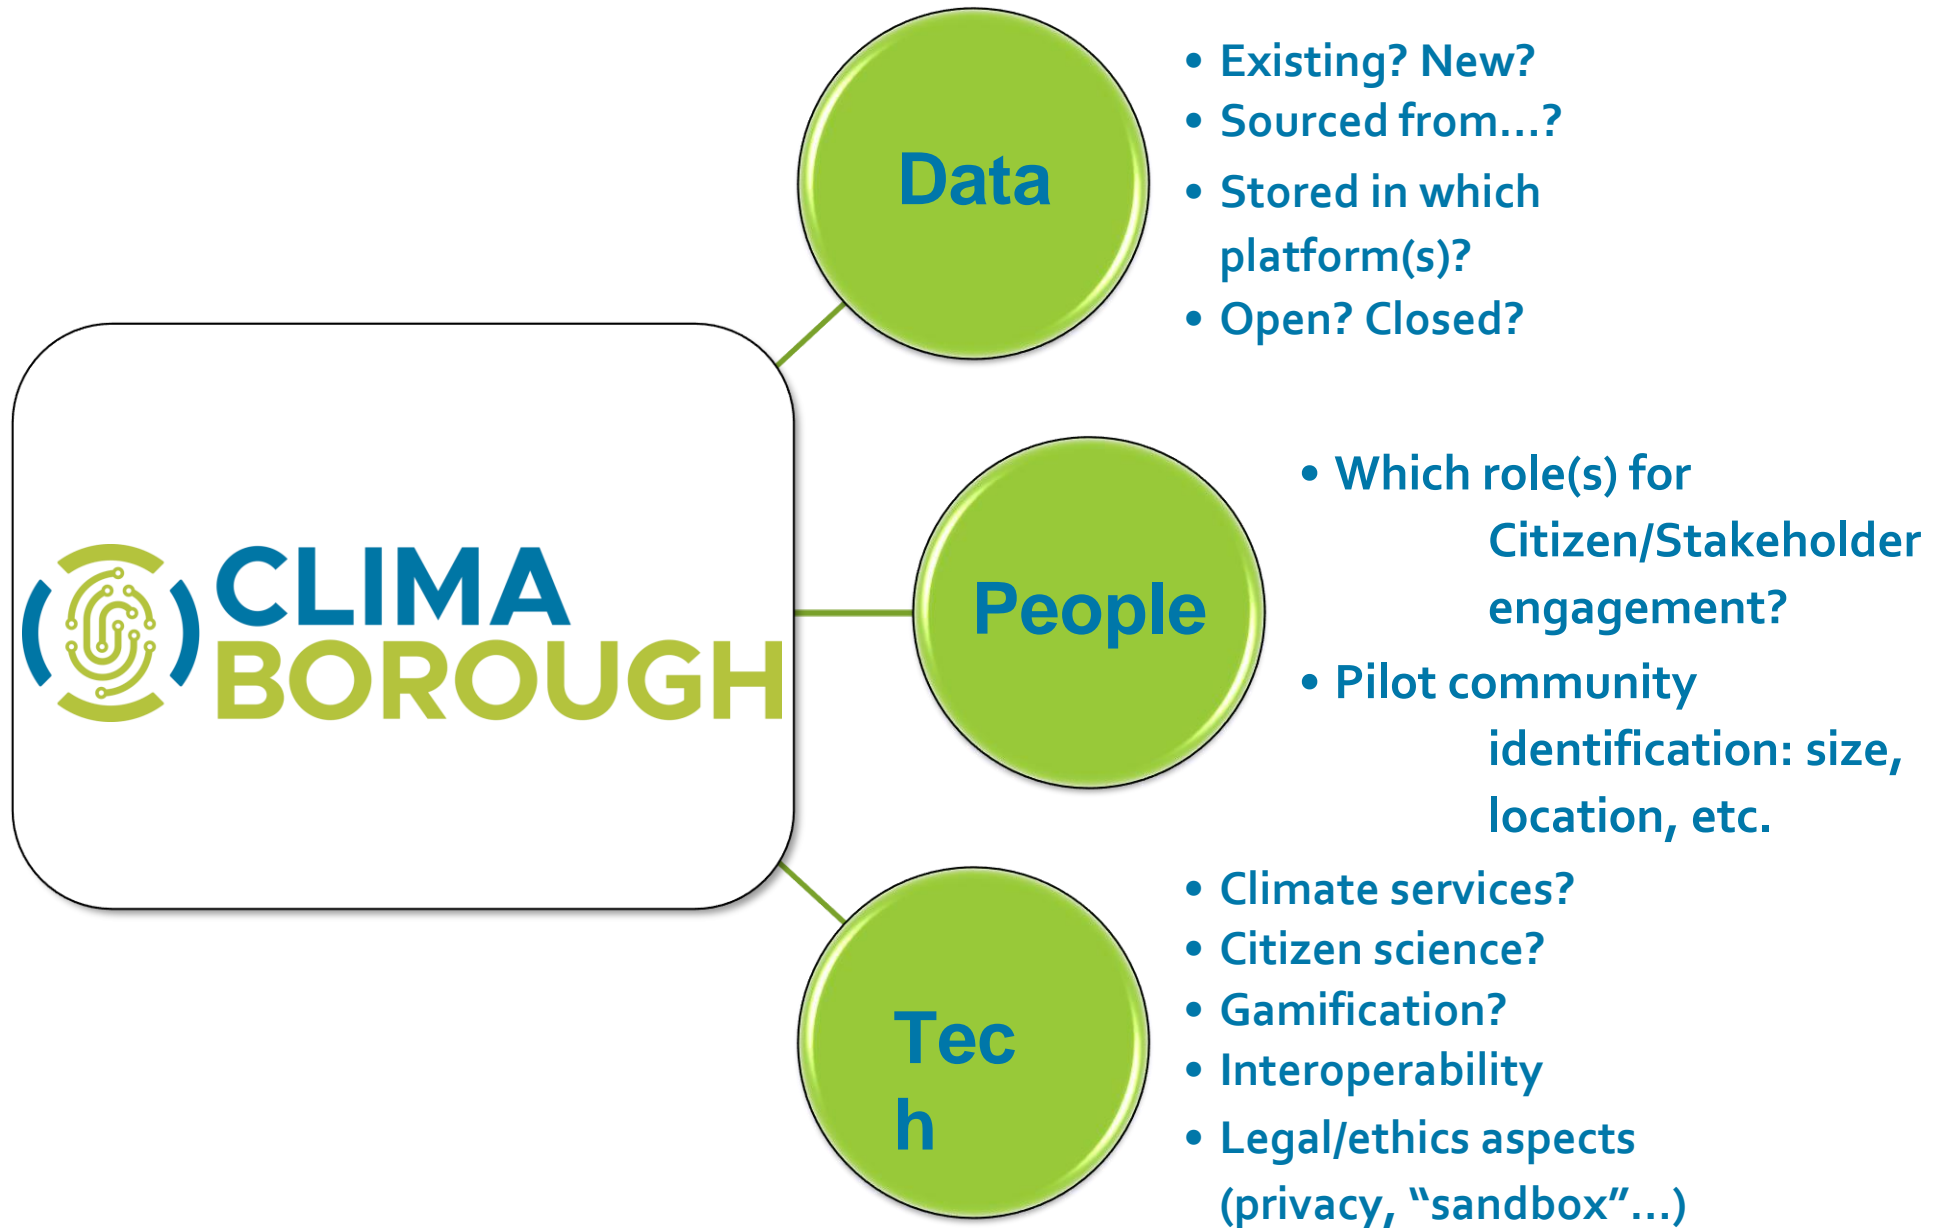 CLIMA
BOROUGH
Data
• Existing? New?
• Sourced from...?
• Stored in which
platform(s)?
• Open? Closed?
People
• Which role(s) for
Citizen/Stakeholder
engagement?
• Pilot community
identification: size,
location, etc.
Tec
h
• Climate services?
• Citizen science?
• Gamification?
• Interoperability
• Legal/ethics aspects
(privacy, “sandbox”...)